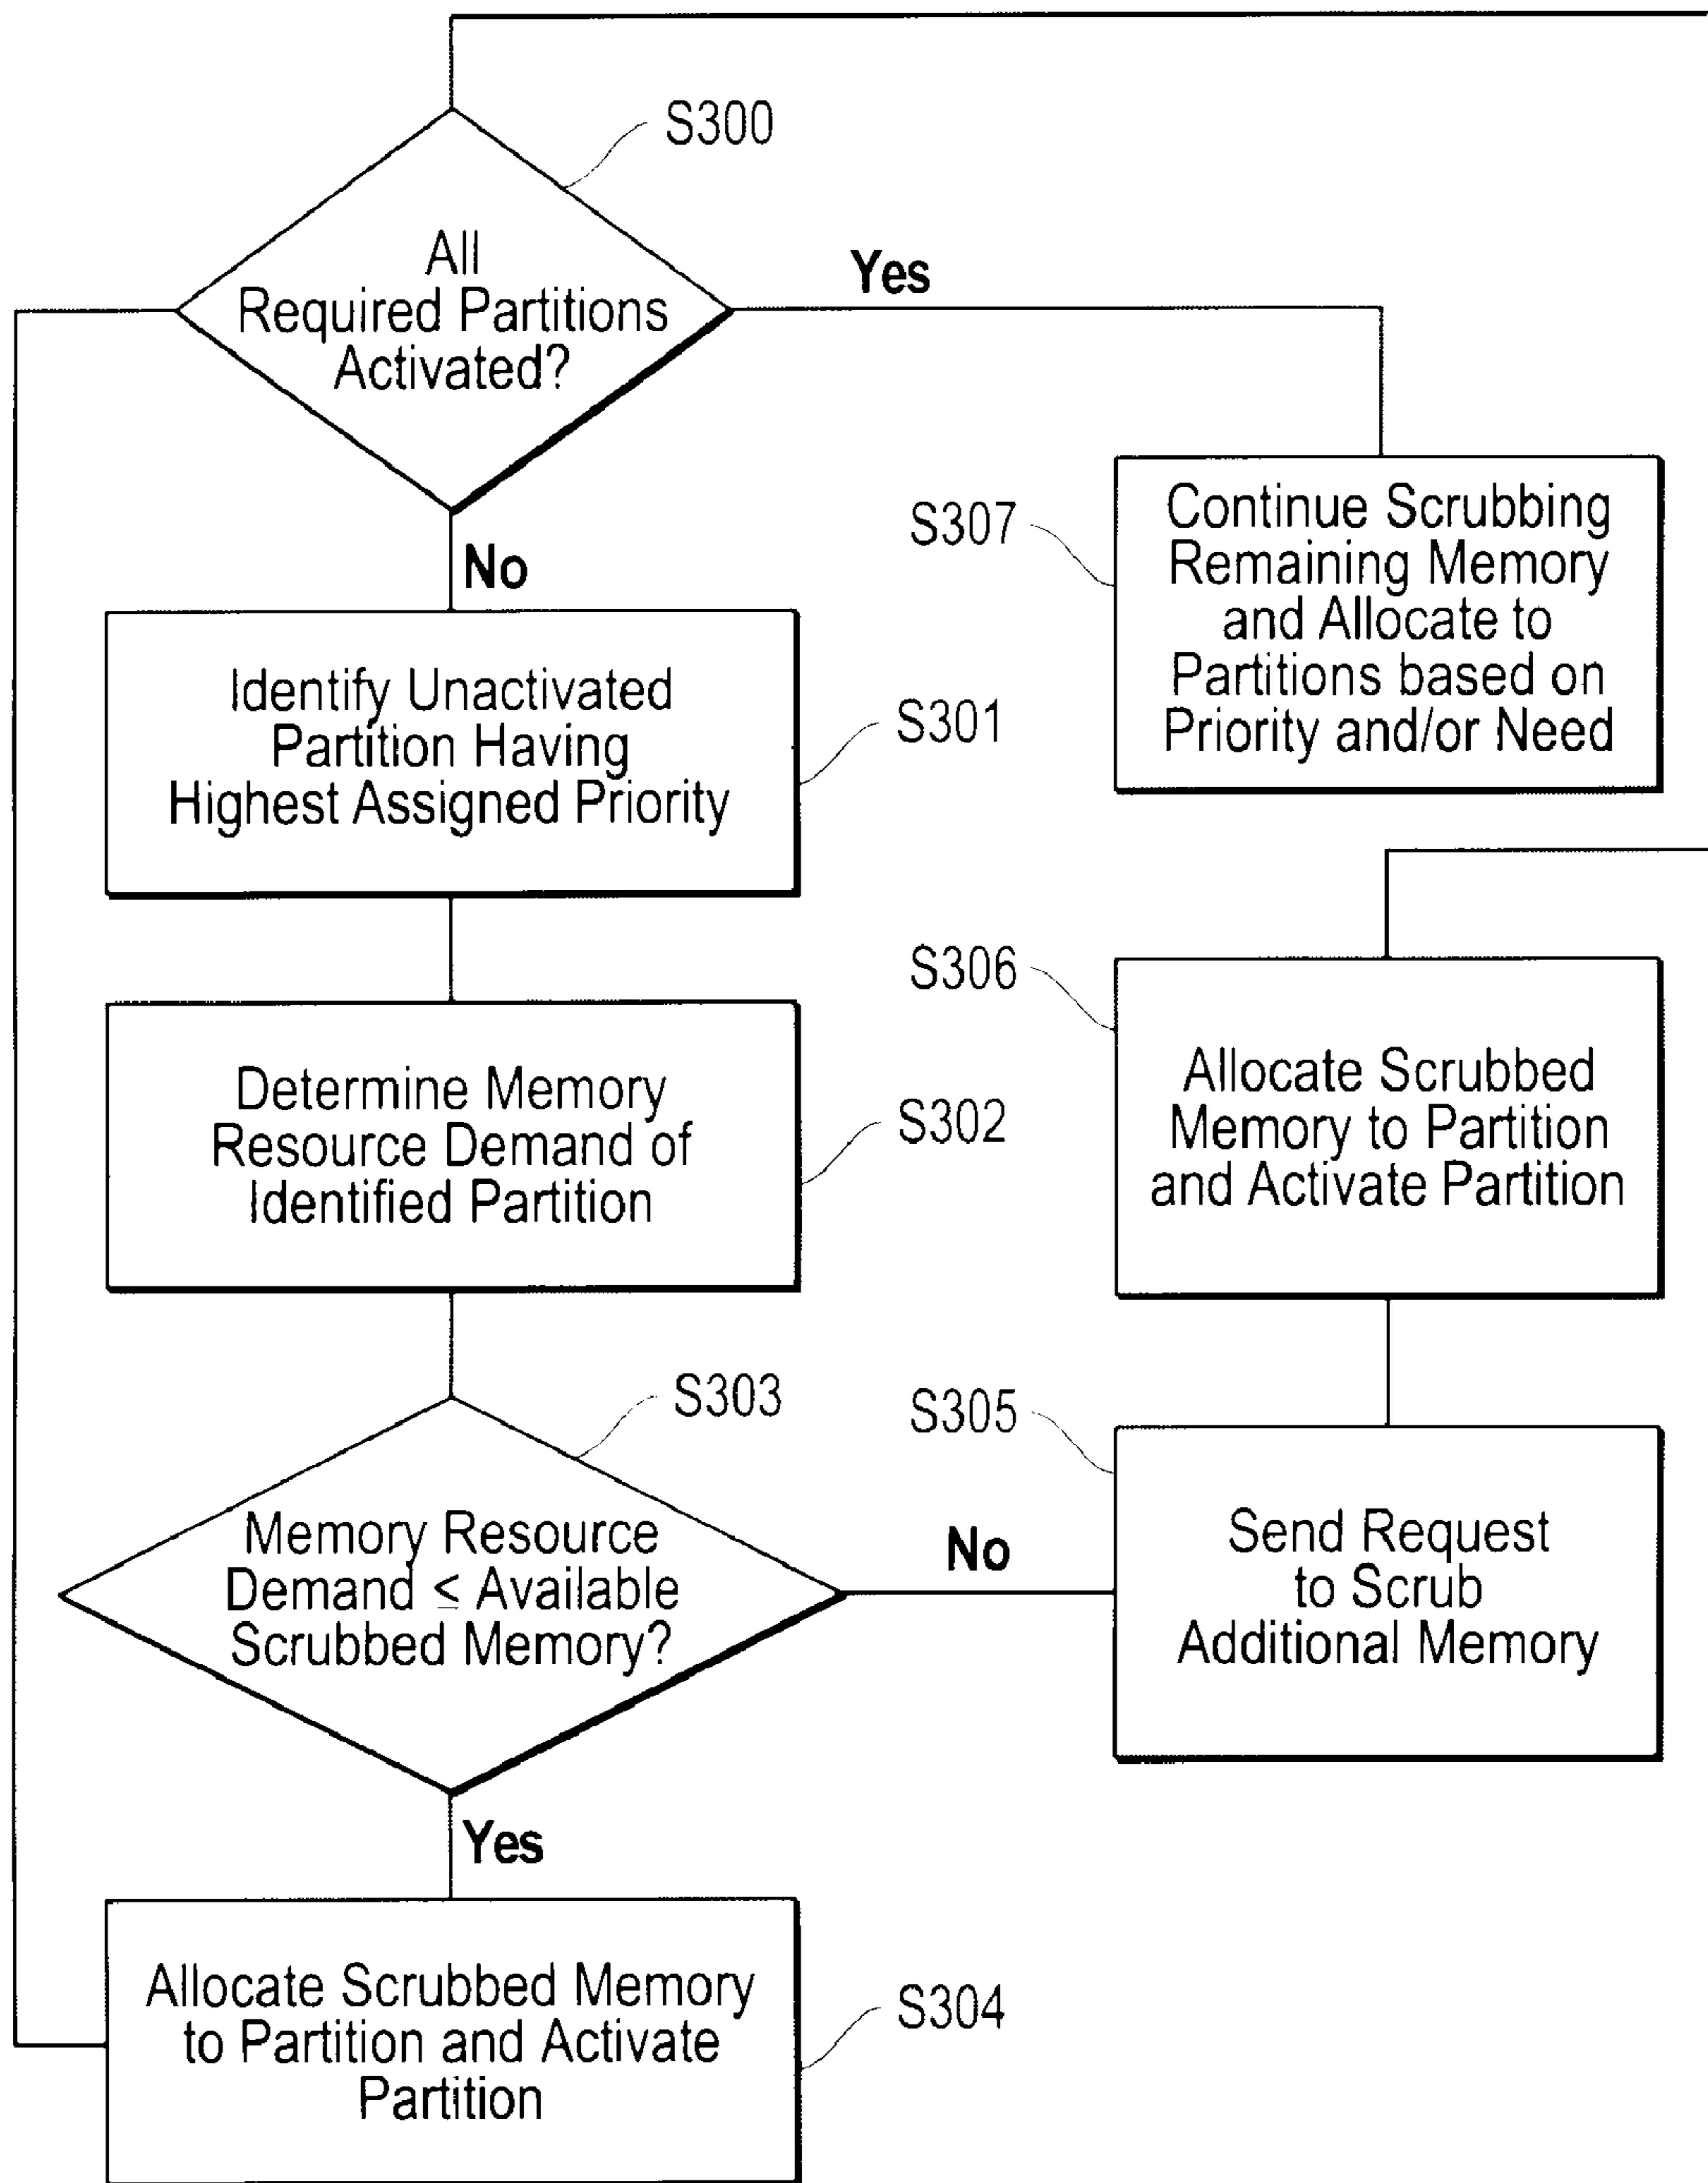 S300
All
Required Partitions
Activated?
Yes
No
S307
Continue Scrubbing
Remaining Memory
and Allocate to
Partitions based on
Priority and/or Need
Identify Unactivated
Partition Having
Highest Assigned Priority
S301
S306
Allocate Scrubbed
Memory to Partition
and Activate Partition
Determine Memory
Resource Demand of
Identified Partition
S302
S303
Memory Resource
Demand ≤ Available
Scrubbed Memory?
No
S305
Send Request
to Scrub
Additional Memory
Yes
Allocate Scrubbed Memory
to Partition and Activate
Partition
S304